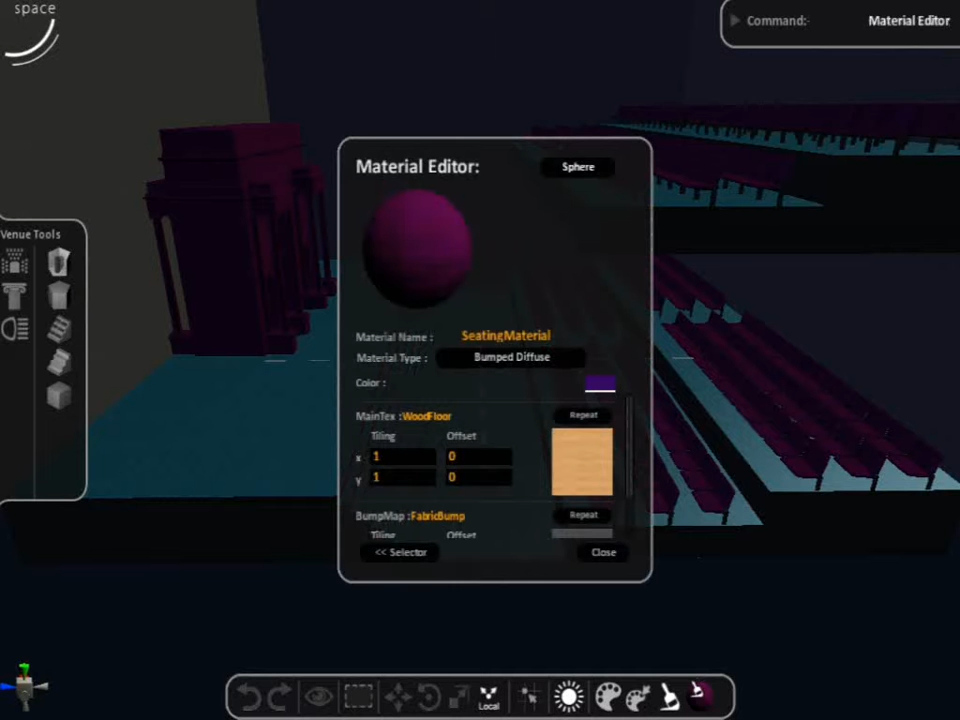 space
Command:
Material Editor
Material Editor:
Sphere
Venue Tools
Material Name :
SeatingMaterial
Material Type :
Bumped Diffuse
Color :
MainTex :WoodFloor
Repeat
Tiling
Offset
x
1
0
y
1
0
BumpMap :FabricBump
Repeat
Tiling
Offset
<< Selector
Close
Local